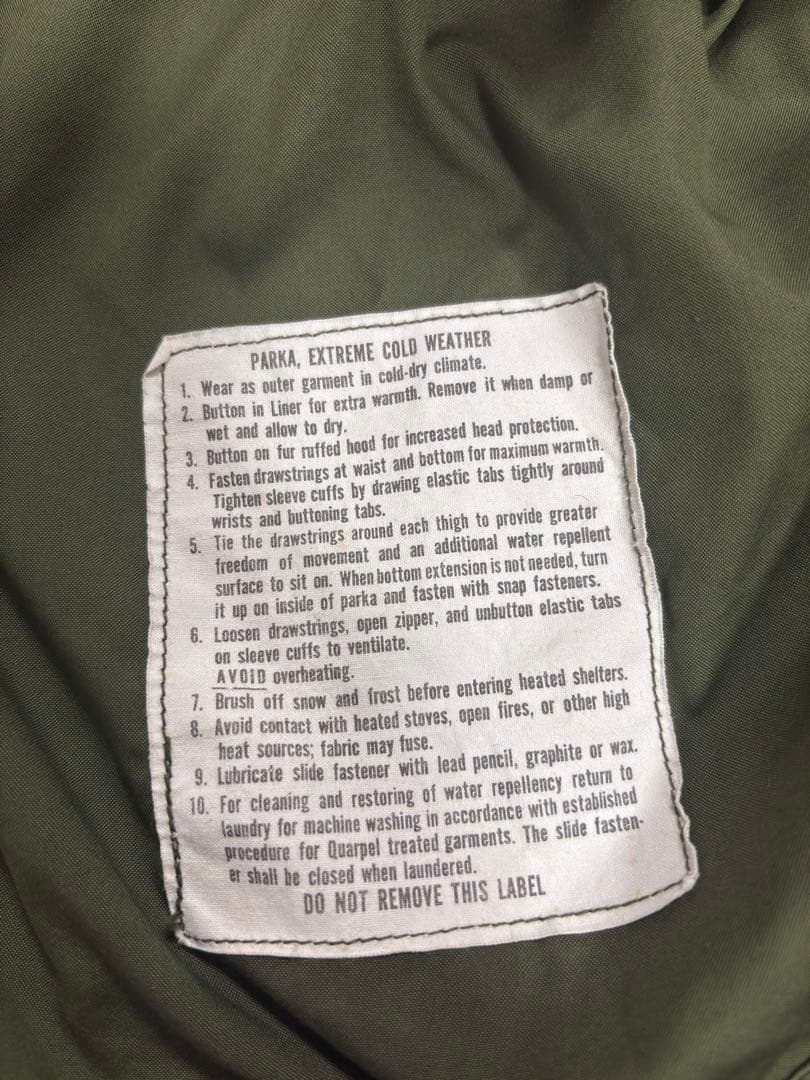 PARKA, EXTREME COLD WEATHER
1. Wear as outer garment in cold-dry climate.
2. Button in Liner for extra warmth. Remove it when damp or
wet and allow to dry.
3. Button on fur ruffed hood for increased head protection.
4. Fasten drawstrings at waist and bottom for maximum warmth.
Tighten sleeve cuffs by drawing elastic tabs tightly around
wrists and buttoning tabs.
5. Tie the drawstrings around each thigh to provide greater
freedom of movement and an additional water repellent
surface to sit on. When bottom extension is not needed, turn
it up on inside of parka and fasten with snap fasteners.
6. Loosen drawstrings, open zipper, and unbutton elastic tabs
on sleeve cuffs to ventilate.
AVOID overheating.
7. Brush off snow and frost before entering heated shelters.
8. Avoid contact with heated stoves, open fires, or other high
heat sources; fabric may fuse.
9. Lubricate slide fastener with lead pencil, graphite or wax.
10. For cleaning and restoring of water repellency return to
laundry for machine washing in accordance with established
procedure for Quarpel treated garments. The slide fasten-
er shall be closed when laundered.
DO NOT REMOVE THIS LABEL